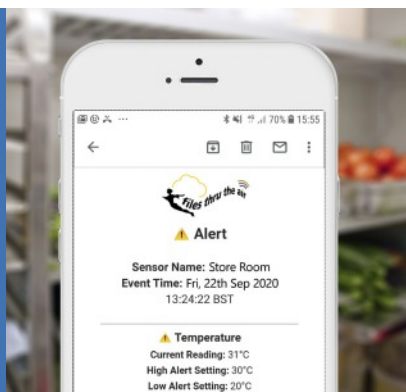 70% 15:55
files thru the air
Alert
Sensor Name: Store Room
Event Time: Fri, 22th Sep 2020
13:24:22 BST
Temperature
Current Reading: 31°C
High Alert Setting: 30°C
Low Alert Setting: 20°C